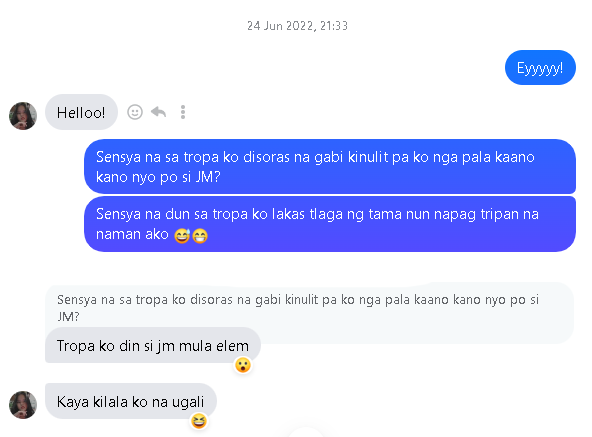 24 Jun 2022, 21:33
Eyyyyy!
Helloo!
Sensya na sa tropa ko disoras na gabi kinulit pa ko nga pala kaano
kano nyo po si JM?
Sensya na dun sa tropa ko lakas tlaga ng tama nun napag tripan na
naman ako 😅😁
Sensya na sa tropa ko disoras na gabi kinulit pa ko nga pala kaano kano nyo po si
JM?
Tropa ko din si jm mula elem
Kaya kilala ko na ugali